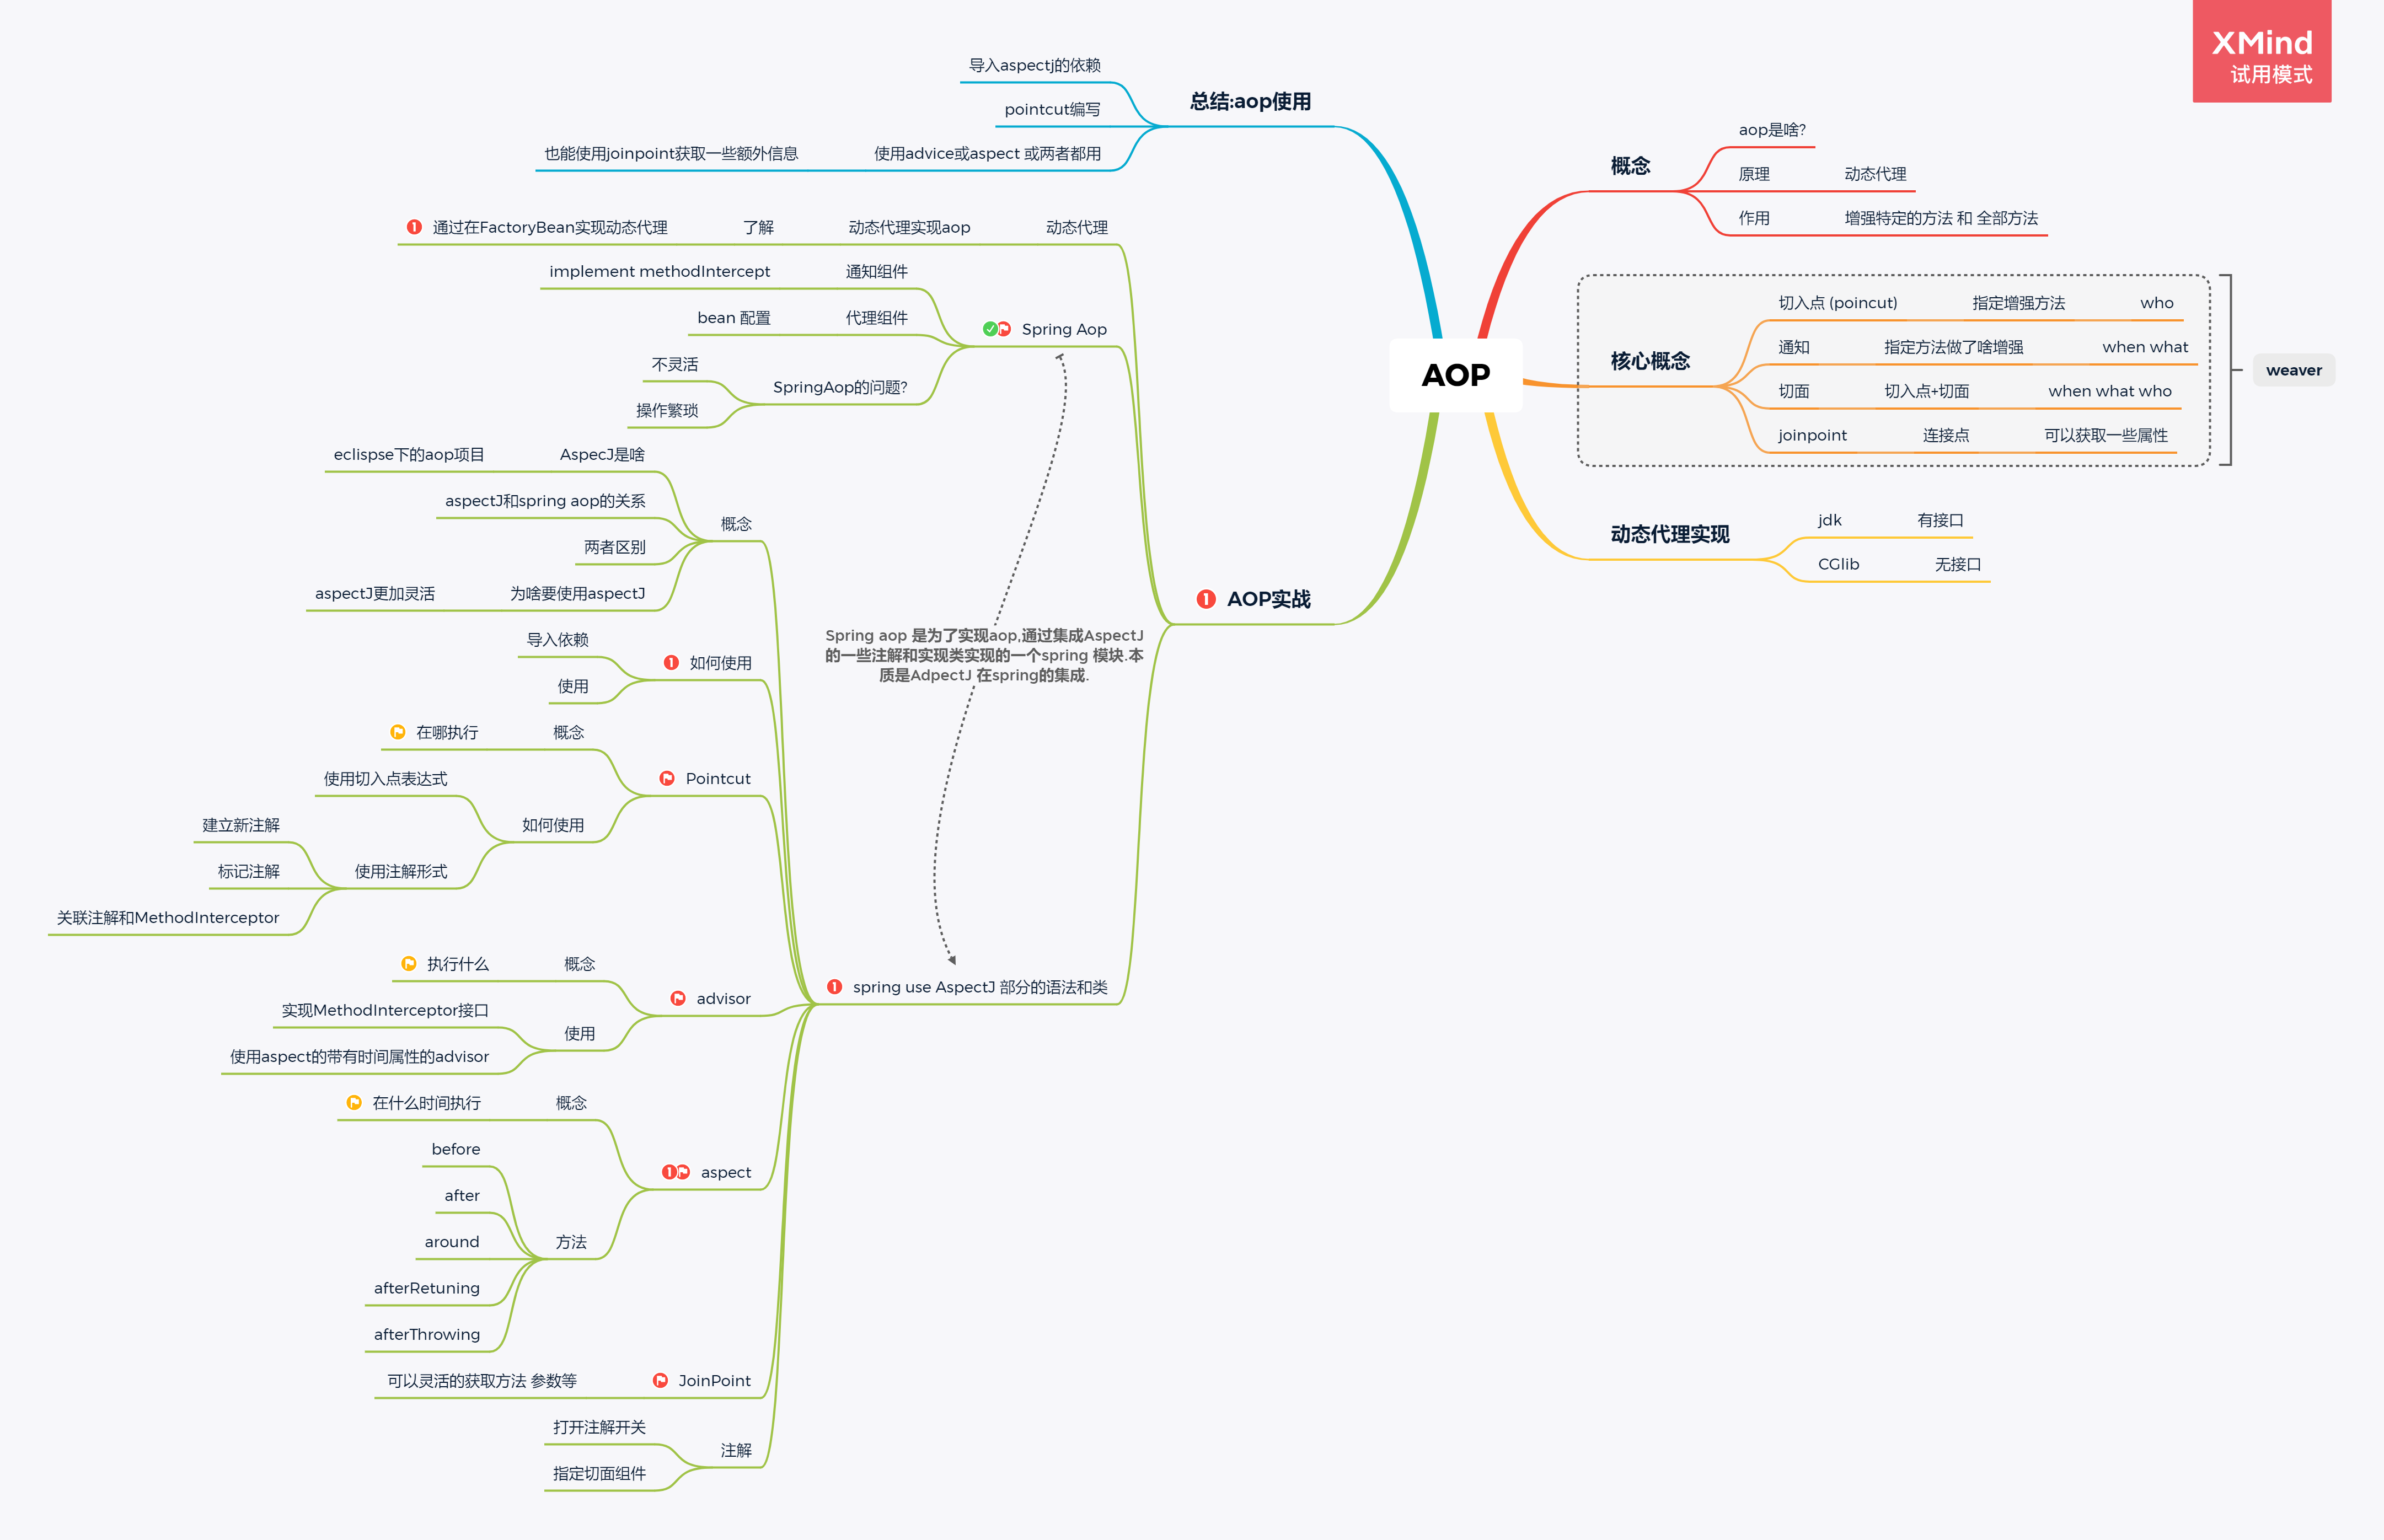 XMind
试用模式
AOP
概念
aop是啥?
原理
动态代理
作用
增强特定的方法 和 全部方法
核心概念
切入点 (poincut)
指定增强方法
who
通知
指定方法做了啥增强
when what
切面
切入点+切面
when what who
joinpoint
连接点
可以获取一些属性
weaver
动态代理实现
jdk
有接口
CGlib
无接口
总结:aop使用
导入aspectj的依赖
pointcut编写
使用advice或aspect 或两者都用
也能使用joinpoint获取一些额外信息
1 AOP实战
动态代理
动态代理实现aop
了解
1 通过在FactoryBean实现动态代理
Spring Aop
通知组件
implement methodIntercept
代理组件
bean 配置
SpringAop的问题?
不灵活
操作繁琐
Spring aop 是为了实现aop,通过集成AspectJ
的一些注解和实现类实现的一个spring 模块.本
质是AdpectJ 在spring的集成.
1 spring use AspectJ 部分的语法和类
概念
AspecJ是啥
eclispse下的aop项目
aspectJ和spring aop的关系
两者区别
为啥要使用aspectJ
aspectJ更加灵活
1 如何使用
导入依赖
使用
Pointcut
概念
在哪执行
如何使用
使用切入点表达式
使用注解形式
建立新注解
标记注解
关联注解和MethodInterceptor
advisor
概念
执行什么
使用
实现MethodInterceptor接口
使用aspect的带有时间属性的advisor
1 aspect
概念
在什么时间执行
方法
before
after
around
afterRetuning
afterThrowing
JoinPoint
可以灵活的获取方法 参数等
注解
打开注解开关
指定切面组件